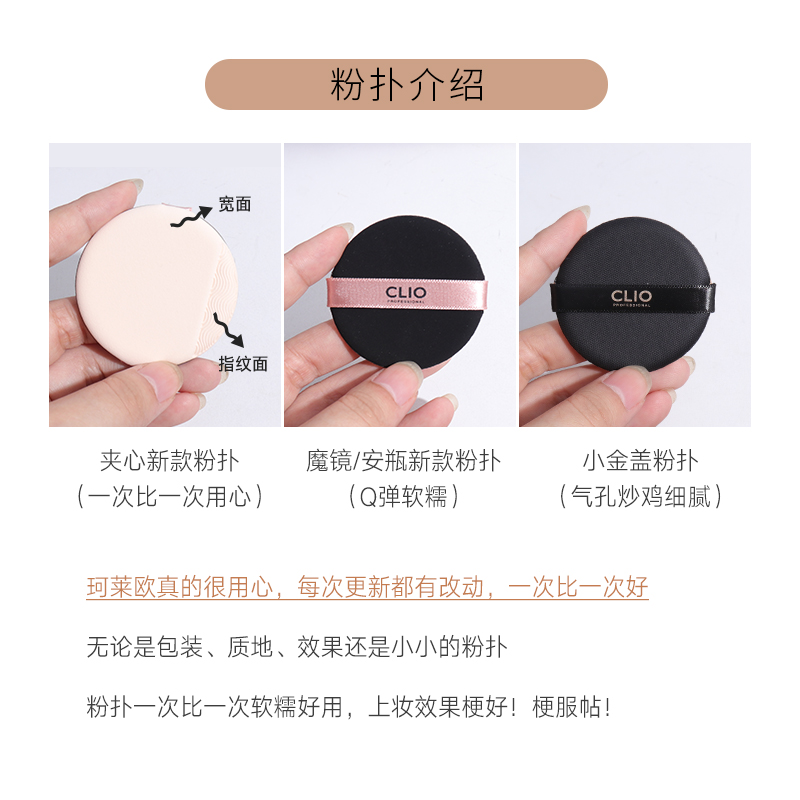 粉扑介绍
宽面
指纹面
CLIO
PROFESSIONAL
CLIO
PROFESSIONAL
夹心新款粉扑
（一次比一次用心）
魔镜/安瓶新款粉扑
（Q弹软糯）
小金盖粉扑
（气孔炒鸡细腻）
珂莱欧真的很用心，每次更新都有改动，一次比一次好
无论是包装、质地、效果还是小小的粉扑
粉扑一次比一次软糯好用，上妆效果梗好！梗服帖！